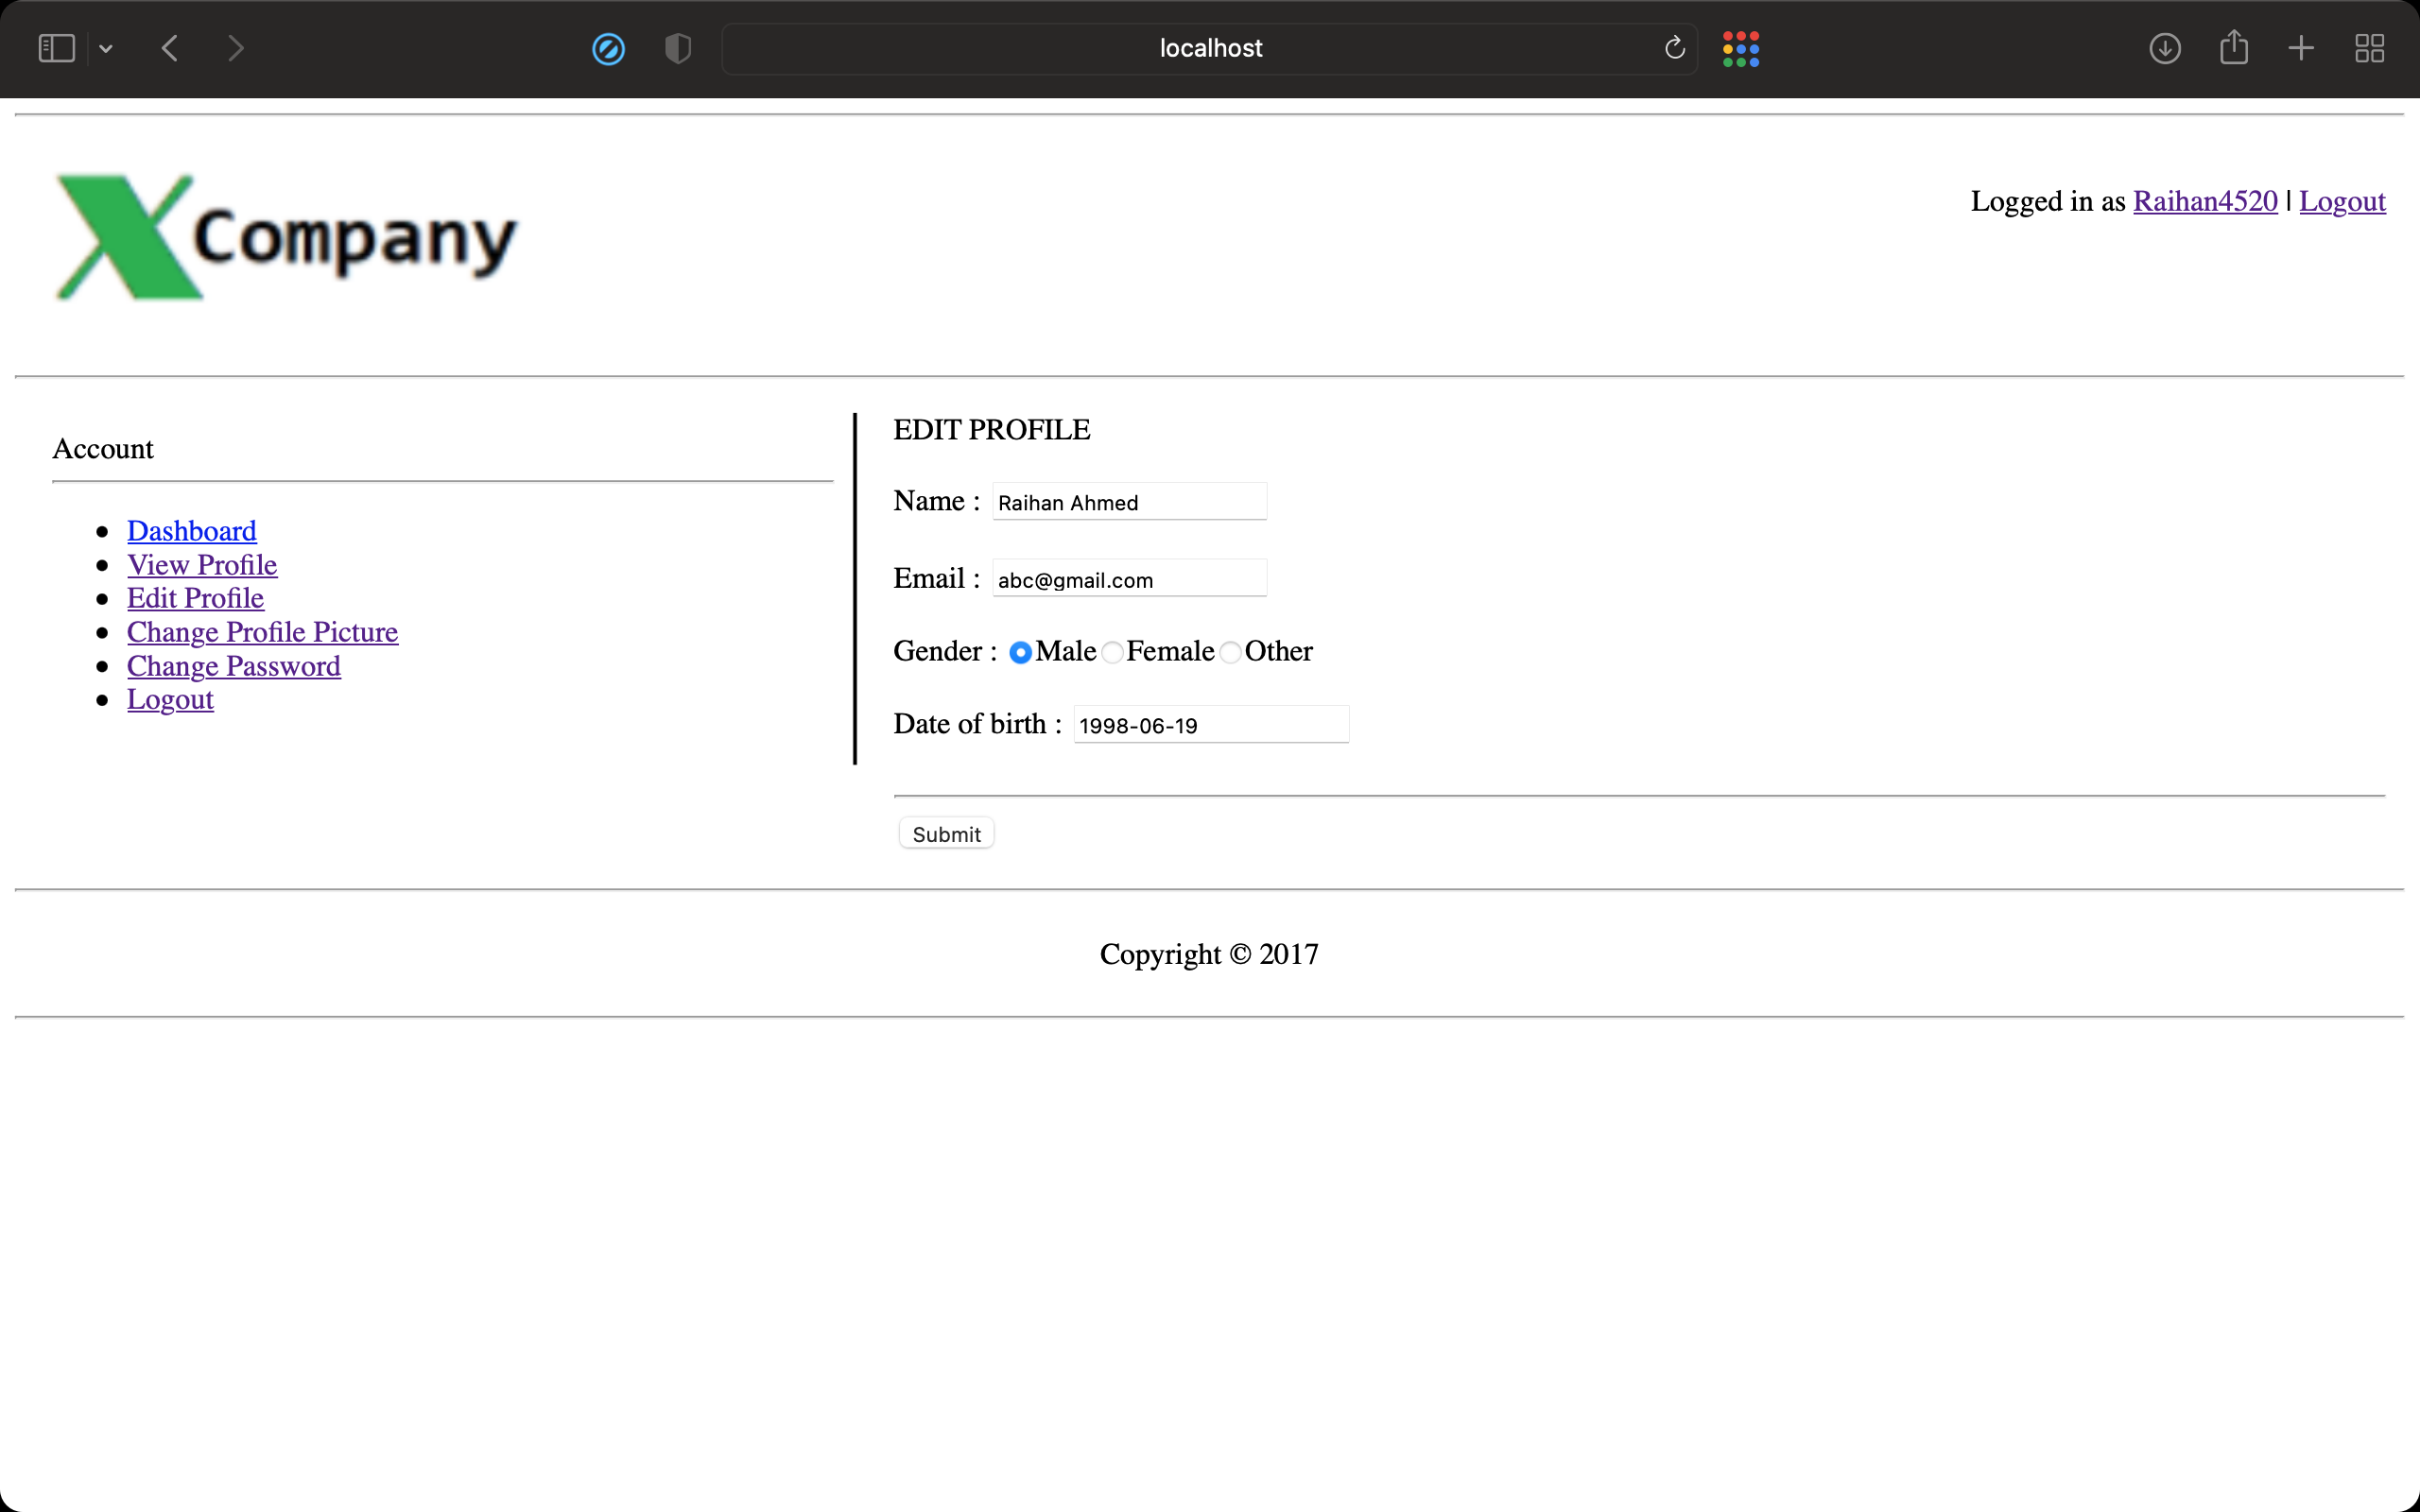 localhost
X Company
Logged in as Raihan4520 | Logout
Account
Dashboard
View Profile
Edit Profile
Change Profile Picture
Change Password
Logout
EDIT PROFILE
Name : Raihan Ahmed
Email : abc@gmail.com
Gender : Male Female Other
Date of birth : 1998-06-19
Submit
Copyright © 2017